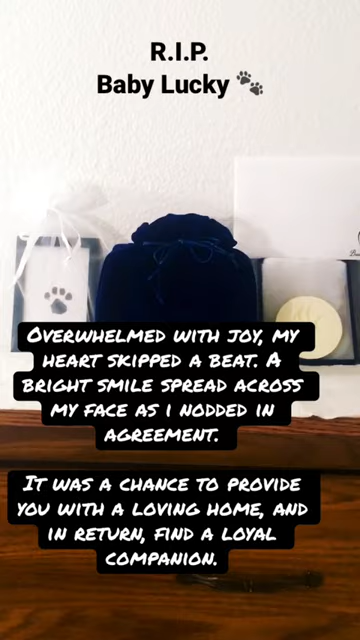 R.I.P.
Baby Lucky 🐾
Overwhelmed with joy, my
heart skipped a beat. A
bright smile spread across
my face as I nodded in
agreement.
It was a chance to provide
you with a loving home, and
in return, find a loyal
companion.